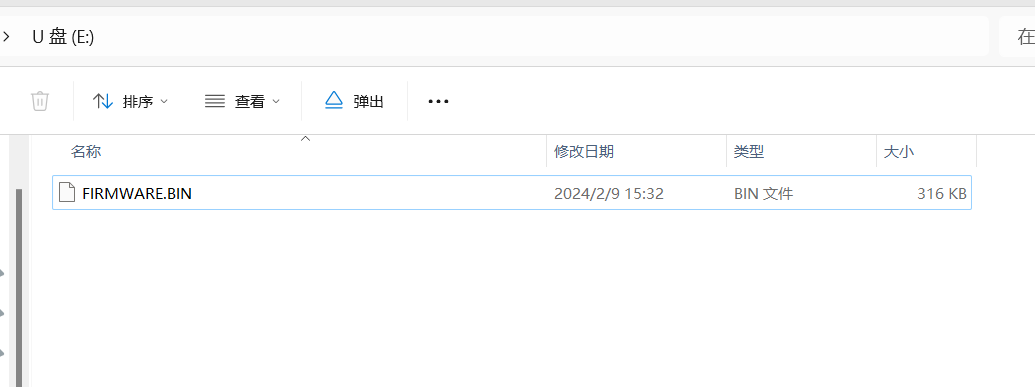 U 盘 (E:) 在
排序 查看 弹出
名称 修改日期 类型 大小
FIRMWARE.BIN 2024/2/9 15:32 BIN 文件 316 KB